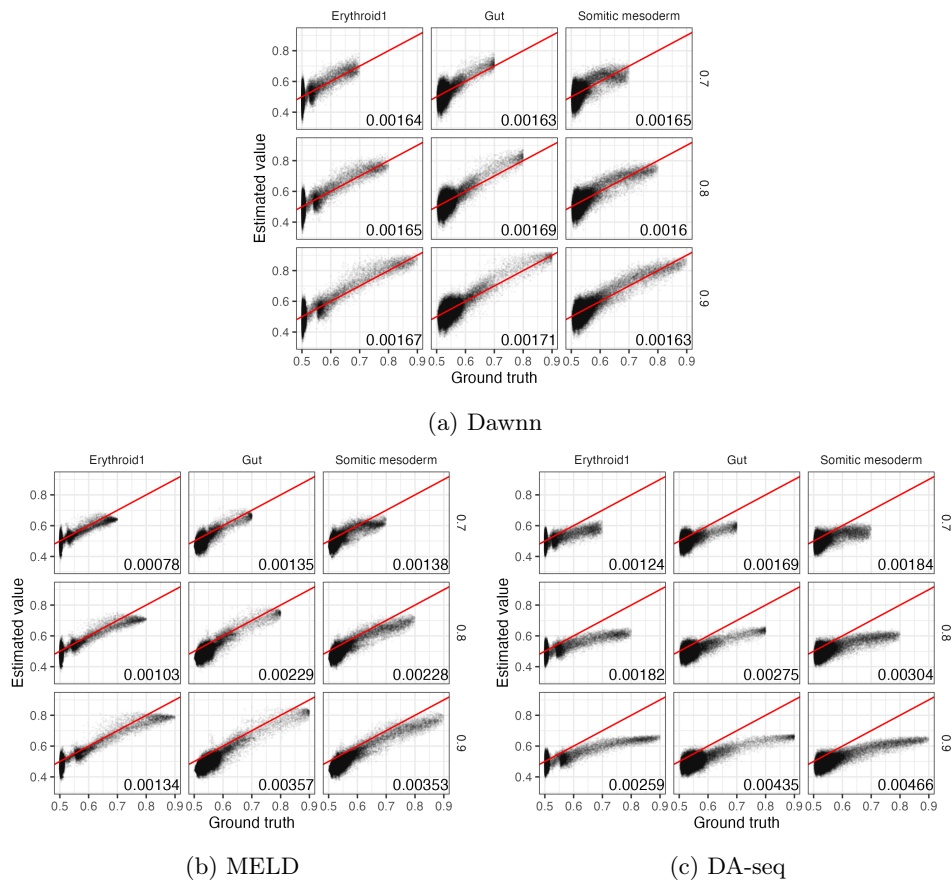 Erythroid1 Gut Somitic mesoderm
0.8
0.6
0.4
0.00164 0.00163 0.00165
0.7
0.8
0.6
0.4
0.00165 0.00169 0.0016
0.8
0.8
0.6
0.4
0.00167 0.00171 0.00163
0.9
Estimated value
0.5 0.6 0.7 0.8 0.9 0.5 0.6 0.7 0.8 0.9 0.5 0.6 0.7 0.8 0.9
Ground truth
(a) Dawnn
Erythroid1 Gut Somitic mesoderm
0.8
0.6
0.4
0.00078 0.00135 0.00138
0.7
0.8
0.6
0.4
0.00103 0.00229 0.00228
0.8
0.8
0.6
0.4
0.00134 0.00357 0.00353
0.9
Estimated value
0.5 0.6 0.7 0.8 0.9 0.5 0.6 0.7 0.8 0.9 0.5 0.6 0.7 0.8 0.9
Ground truth
(b) MELD
Erythroid1 Gut Somitic mesoderm
0.8
0.6
0.4
0.00124 0.00169 0.00184
0.7
0.8
0.6
0.4
0.00182 0.00275 0.00304
0.8
0.8
0.6
0.4
0.00259 0.00435 0.00466
0.9
Estimated value
0.5 0.6 0.7 0.8 0.9 0.5 0.6 0.7 0.8 0.9 0.5 0.6 0.7 0.8 0.9
Ground truth
(c) DA-seq